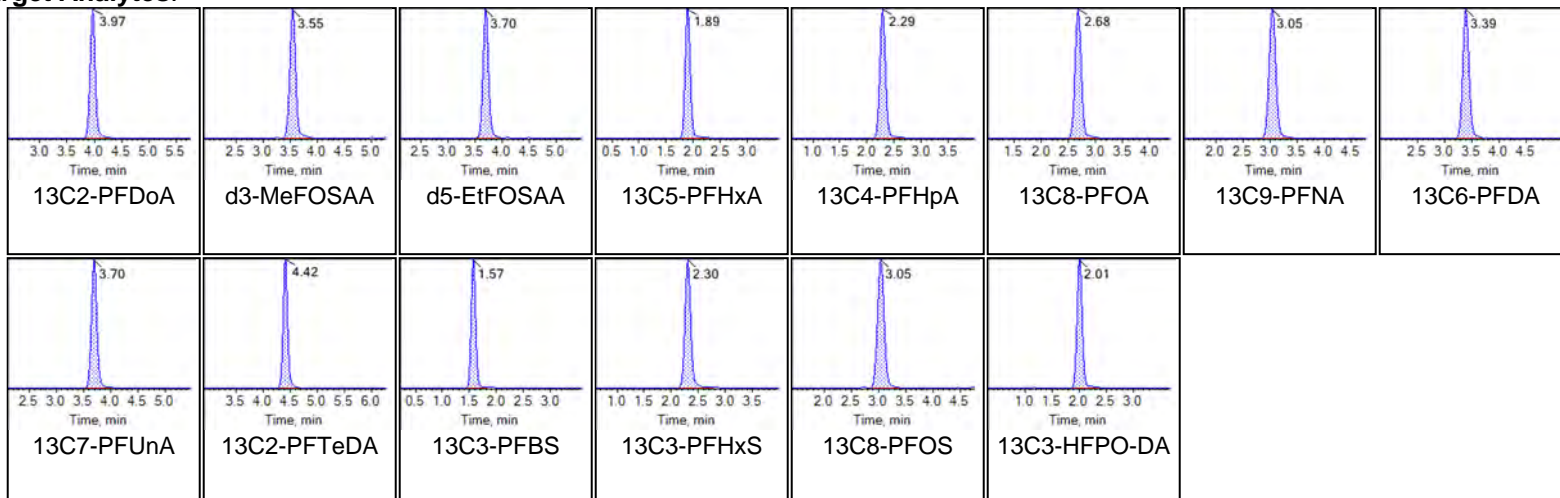 rget Analytes:
3.97 3.55 3.70 1.89 2.29 2.68 3.05 3.39
3.0 3.5 4.0 4.5 5.0 5.5 2.5 3.0 3.5 4.0 4.5 5.0 2.5 3.0 3.5 4.0 4.5 5.0 0.5 1.0 1.5 2.0 2.5 3.0 1.0 1.5 2.0 2.5 3.0 3.5 1.5 2.0 2.5 3.0 3.5 4.0 2.0 2.5 3.0 3.5 4.0 4.5 2.5 3.0 3.5 4.0 4.5
Time, min Time, min Time, min Time, min Time, min Time, min Time, min Time, min
13C2-PFDoA d3-MeFOSAA d5-EtFOSAA 13C5-PFHxA 13C4-PFHpA 13C8-PFOA 13C9-PFNA 13C6-PFDA
3.70 4.42 1.57 2.30 3.05 2.01
2.5 3.0 3.5 4.0 4.5 5.0 3.5 4.0 4.5 5.0 5.5 6.0 0.5 1.0 1.5 2.0 2.5 3.0 1.0 1.5 2.0 2.5 3.0 3.5 2.0 2.5 3.0 3.5 4.0 4.5 1.0 1.5 2.0 2.5 3.0
Time, min Time, min Time, min Time, min Time, min Time, min
13C7-PFUnA 13C2-PFTeDA 13C3-PFBS 13C3-PFHxS 13C8-PFOS 13C3-HFPO-DA